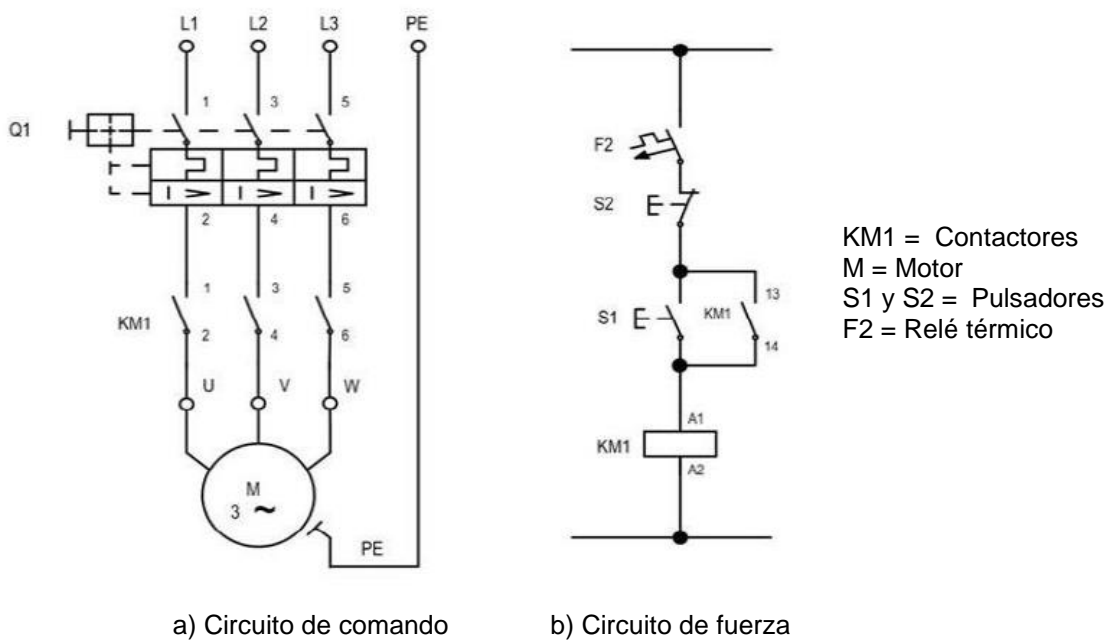 L1 L2 L3 PE
1 3 5
Q1
I > I > I >
2 4 6
1 3 5
KM1
2 4 6
U V W
M
3 ~
PE
F2
S2
S1 KM1 13
14
A1
KM1
A2
KM1 = Contactores
M = Motor
S1 y S2 = Pulsadores
F2 = Relé térmico
a) Circuito de comando b) Circuito de fuerza